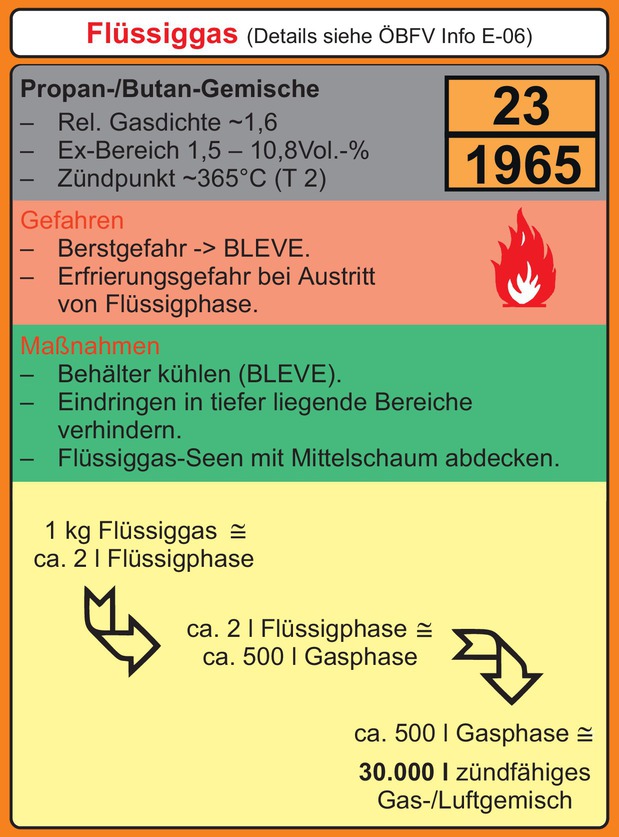 Flüssiggas (Details siehe ÖBFV Info E-06)
Propan-/Butan-Gemische
– Rel. Gasdichte ~1,6
– Ex-Bereich 1,5 – 10,8Vol.-%
– Zündpunkt ~365°C (T 2)
23
1965
Gefahren
– Berstgefahr -> BLEVE.
– Erfrierungsgefahr bei Austritt
von Flüssigphase.
Maßnahmen
– Behälter kühlen (BLEVE).
– Eindringen in tiefer liegende Bereiche
verhindern.
– Flüssiggas-Seen mit Mittelschaum abdecken.
1 kg Flüssiggas ≅
ca. 2 l Flüssigphase
ca. 2 l Flüssigphase ≅
ca. 500 l Gasphase
ca. 500 l Gasphase ≅
30.000 l zündfähiges
Gas-/Luftgemisch